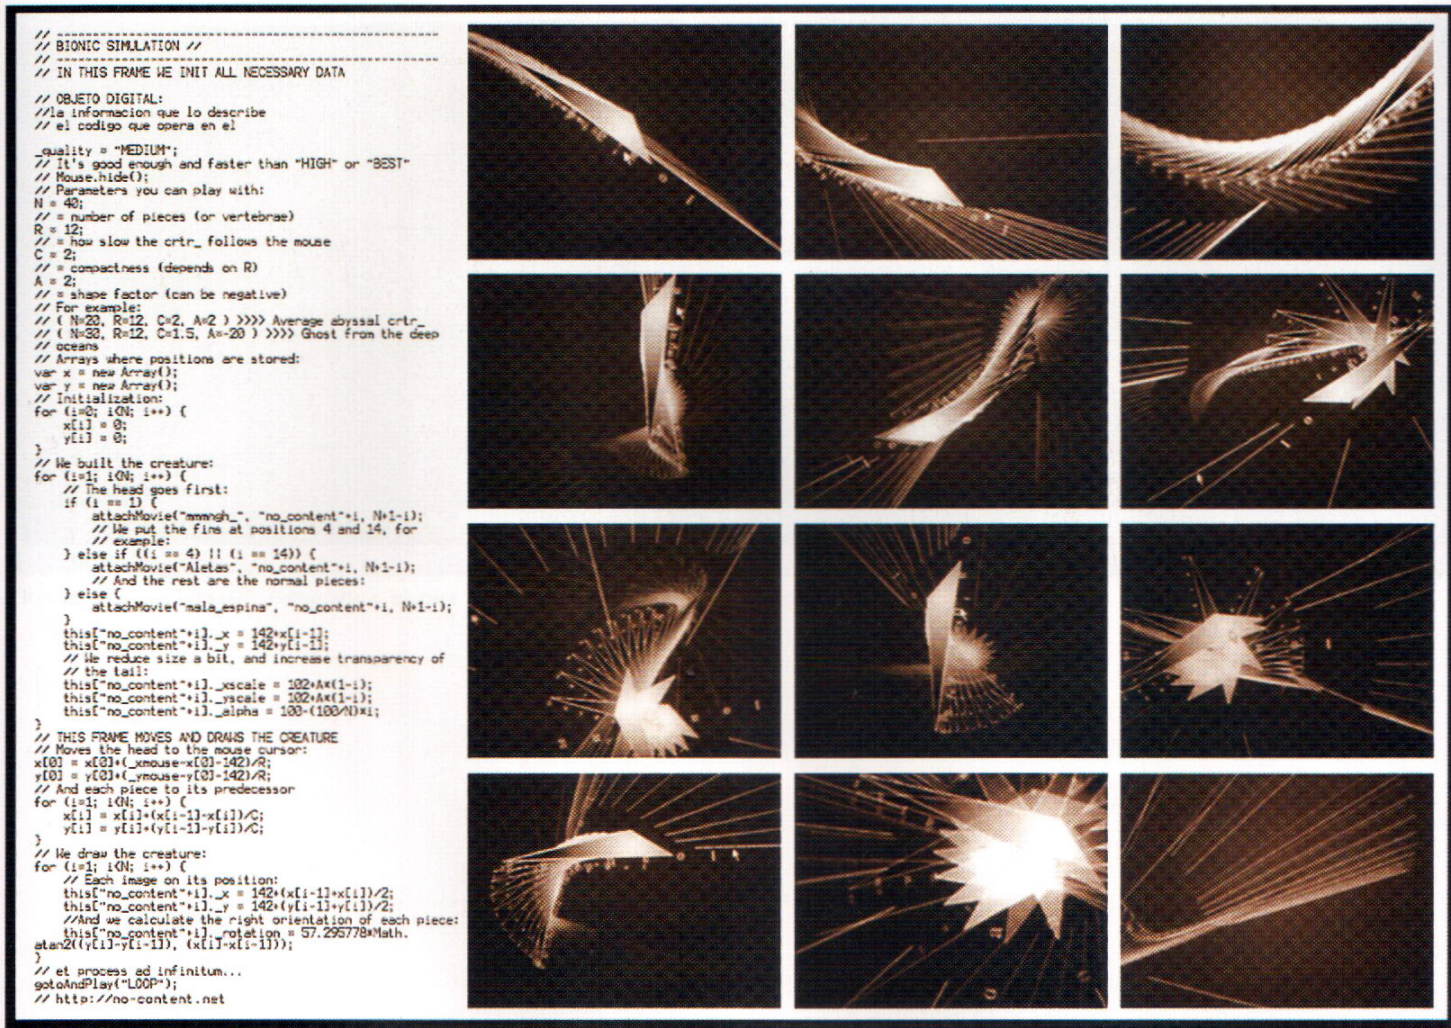 // -----------------------------------------------------
// BIONIC SIMULATION //
// -----------------------------------------------------
// IN THIS FRAME WE INIT ALL NECESSARY DATA
// OBJETO DIGITAL:
//la informacion que lo describe
// el codigo que opera en el
_quality = "MEDIUM";
// It's good enough and faster than "HIGH" or "BEST"
// Mouse.hide();
// Parameters you can play with:
N = 40;
// = number of pieces (or vertebrae)
R = 12;
// = how slow the crtr_ follows the mouse
C = 2;
// = compactness (depends on R)
A = 2;
// = shape factor (can be negative)
// For example:
// ( N=20, R=12, C=2, A=2 ) >>>> Average abyssal crtr_
// ( N=30, R=12, C=1.5, A=-20 ) >>>> Ghost from the deep
// oceans
// Arrays where positions are stored:
var x = new Array();
var y = new Array();
// Initialization:
for (i=0; i<N; i++) {
x[i] = 0;
y[i] = 0;
}
// We built the creature:
for (i=1; i<N; i++) {
// The head goes first:
if (i == 1) {
attachMovie("mmmngh_", "no_content"+i, N+1-i);
// We put the fins at positions 4 and 14, for
// example:
} else if ((i == 4) || (i == 14)) {
attachMovie("Aletas", "no_content"+i, N+1-i);
// And the rest are the normal pieces:
} else {
attachMovie("mala_espina", "no_content"+i, N+1-i);
}
this["no_content"+i]._x = 142+x[i-1];
this["no_content"+i]._y = 142+y[i-1];
// We reduce size a bit, and increase transparency of
// the tail:
this["no_content"+i]._xscale = 102+A*(1-i);
this["no_content"+i]._yscale = 102+A*(1-i);
this["no_content"+i]._alpha = 100-(100/N)*i;
}
// THIS FRAME MOVES AND DRAWS THE CREATURE
// Moves the head to the mouse cursor:
x[0] = x[0]+(_xmouse-x[0]-142)/R;
y[0] = y[0]+(_ymouse-y[0]-142)/R;
// And each piece to its predecessor
for (i=1; i<N; i++) {
x[i] = x[i]+(x[i-1]-x[i])/C;
y[i] = y[i]+(y[i-1]-y[i])/C;
}
// We draw the creature:
for (i=1; i<N; i++) {
// Each image on its position:
this["no_content"+i]._x = 142+(x[i-1]+x[i])/2;
this["no_content"+i]._y = 142+(y[i-1]+y[i])/2;
//And we calculate the right orientation of each piece:
this["no_content"+i]._rotation = 57.295778*Math.
atan2((y[i]-y[i-1]), (x[i]-x[i-1]));
}
// et process ad infinitum...
gotoAndPlay("LOOP");
// http://no-content.net